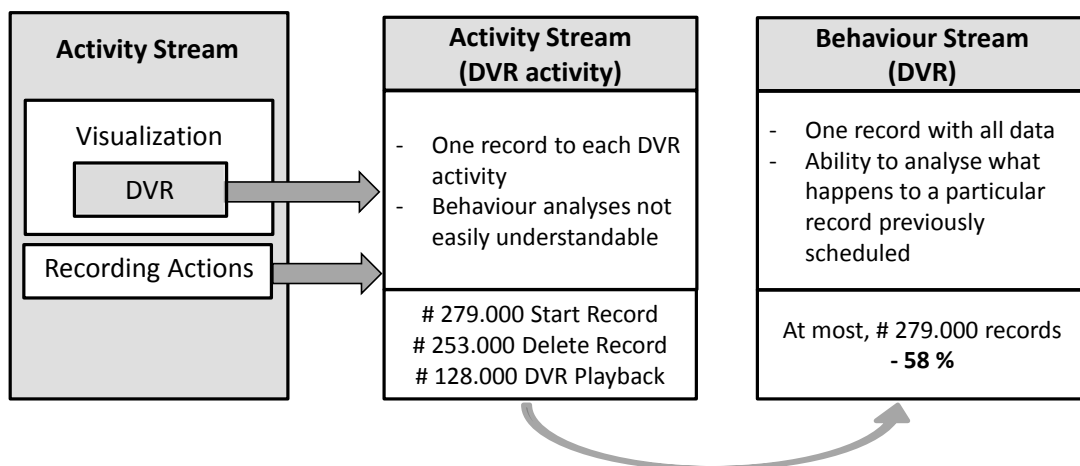 Activity Stream
Visualization
DVR
Recording Actions
Activity Stream
(DVR activity)
- One record to each DVR
activity
- Behaviour analyses not
easily understandable
# 279.000 Start Record
# 253.000 Delete Record
# 128.000 DVR Playback
Behaviour Stream
(DVR)
- One record with all data
- Ability to analyse what
happens to a particular
record previously
scheduled
At most, # 279.000 records
- 58 %